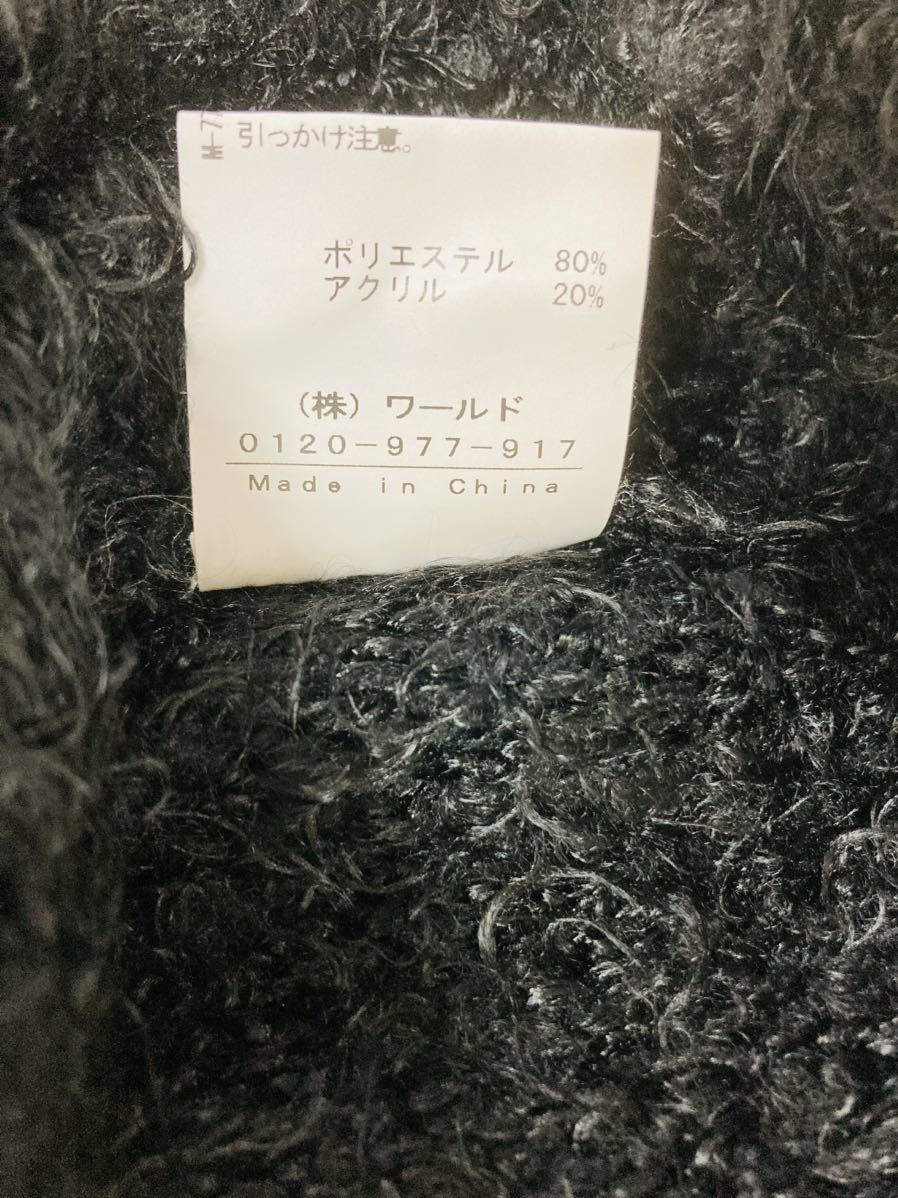 引っかけ注意。
ポリエステル 80%
アクリル 20%
(株) ワールド
0120-977-917
Made in China